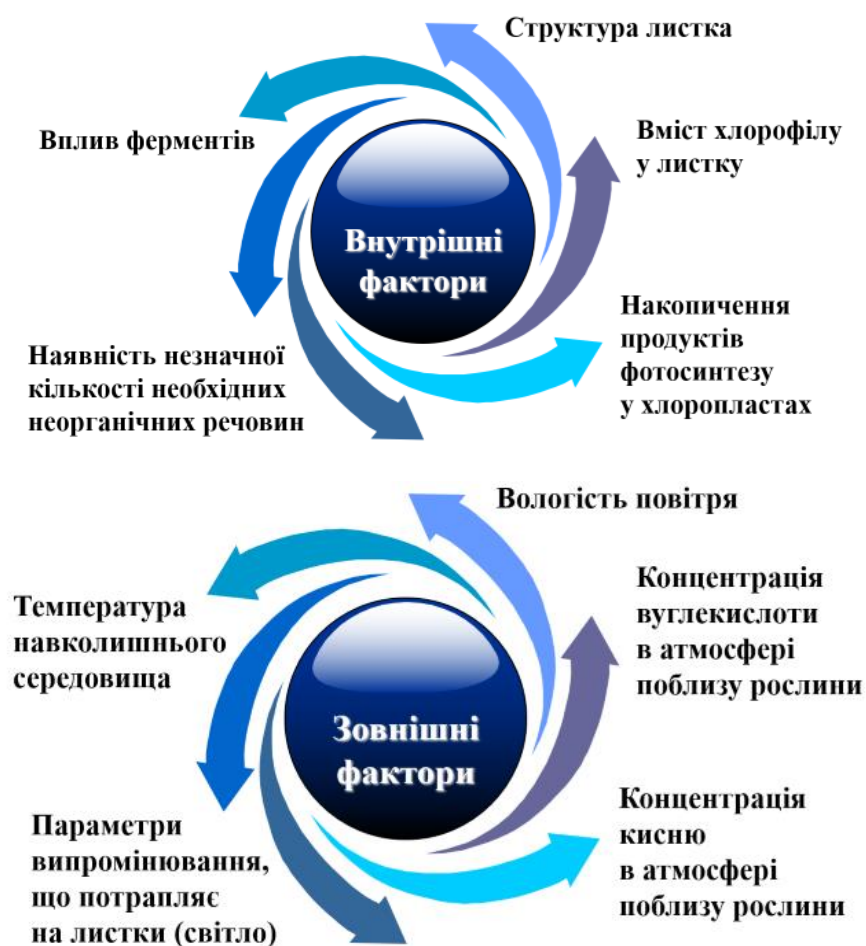 Структура листка
Вплив ферментів
Вміст хлорофілу
у листку
Внутрішні
фактори
Накопичення
продуктів
фотосинтезу
у хлоропластах
Наявність незначної
кількості необхідних
неорганічних речовин
Вологість повітря
Температура
навколишнього
середовища
Концентрація
вуглекислоти
в атмосфері
поблизу рослини
Зовнішні
фактори
Параметри
випромінювання,
що потрапляє
на листки (світло)
Концентрація
кисню
в атмосфері
поблизу рослини